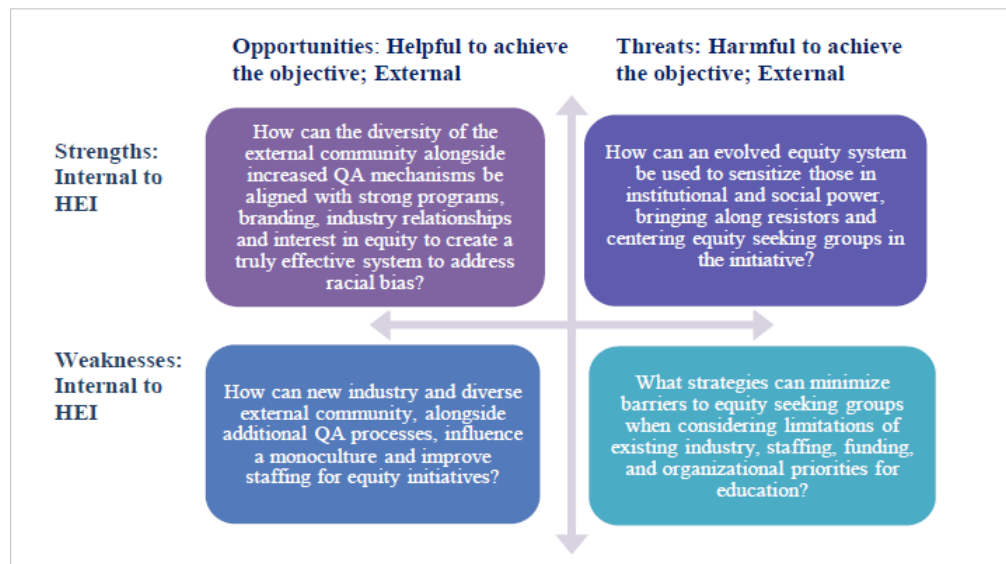 Opportunities: Helpful to achieve
the objective; External
Threats: Harmful to achieve
the objective; External
Strengths:
Internal to
HEI
How can the diversity of the
external community alongside
increased QA mechanisms be
aligned with strong programs,
branding, industry relationships
and interest in equity to create a
truly effective system to address
racial bias?
How can an evolved equity system
be used to sensitize those in
institutional and social power,
bringing along resistors and
centering equity seeking groups in
the initiative?
Weaknesses:
Internal to
HEI
How can new industry and diverse
external community, alongside
additional QA processes, influence
a monoculture and improve
staffing for equity initiatives?
What strategies can minimize
barriers to equity seeking groups
when considering limitations of
existing industry, staffing, funding,
and organizational priorities for
education?